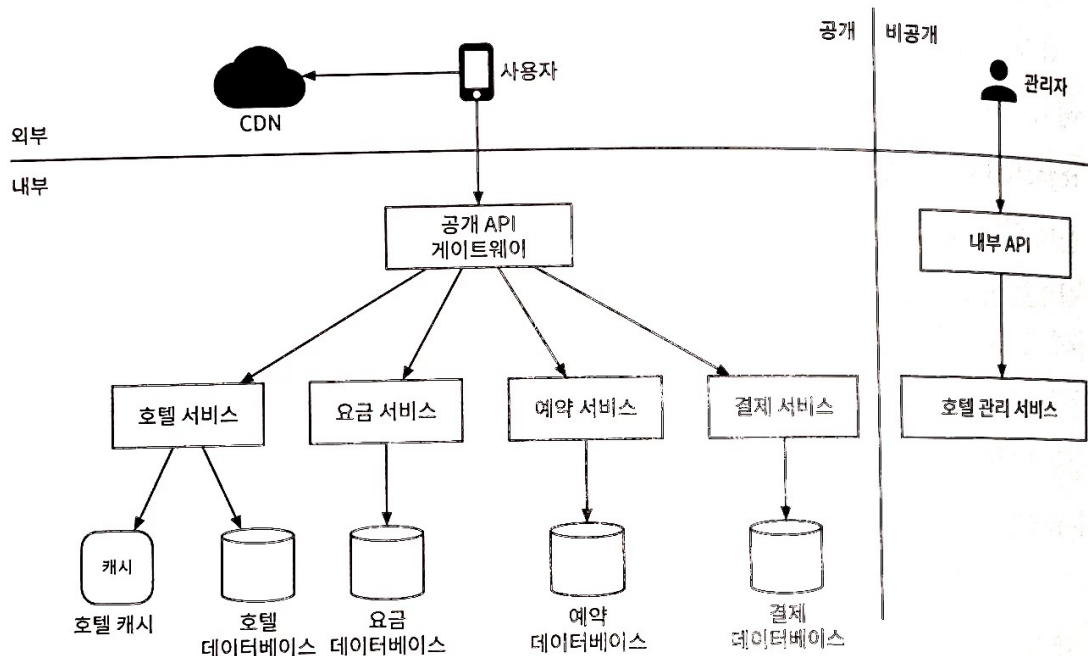 공개
비공개
사용자
관리자
CDN
외부
내부
공개 API
게이트웨이
내부 API
호텔 서비스
요금 서비스
예약 서비스
결제 서비스
호텔 관리 서비스
캐시
호텔 캐시
호텔
데이터베이스
요금
데이터베이스
예약
데이터베이스
결제
데이터베이스